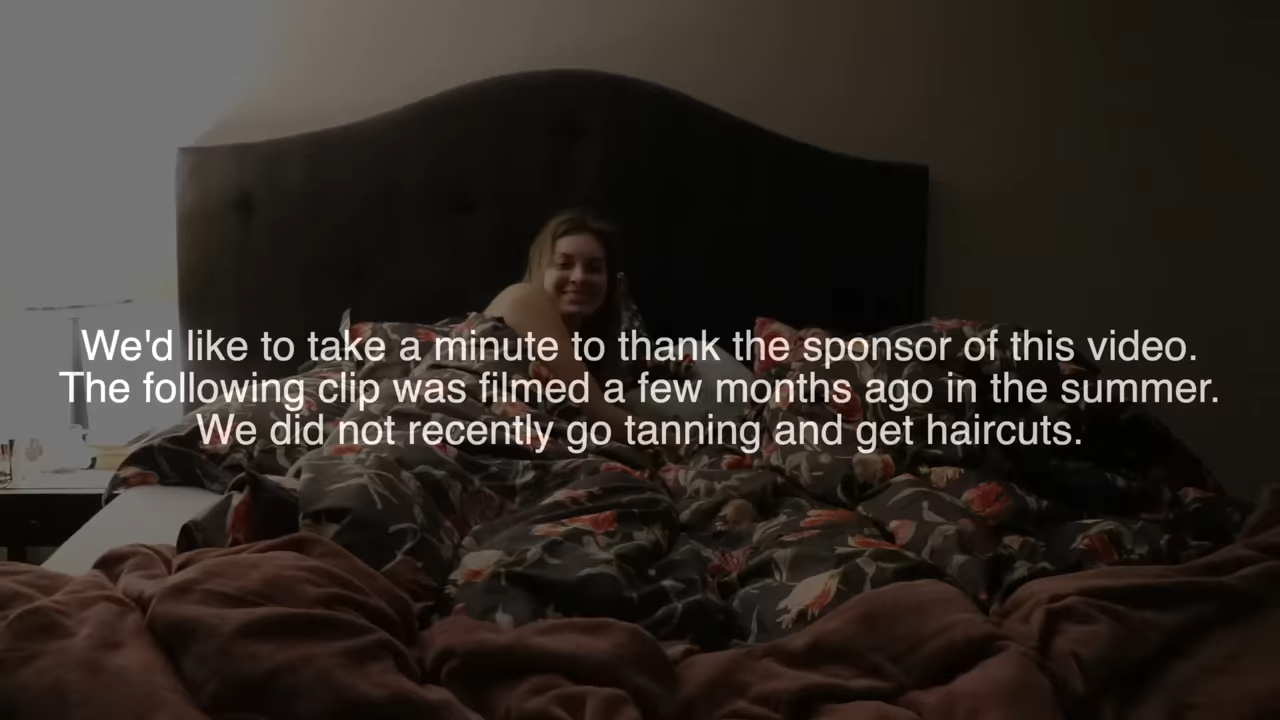 We'd like to take a minute to thank the sponsor of this video.
The following clip was filmed a few months ago in the summer.
We did not recently go tanning and get haircuts.